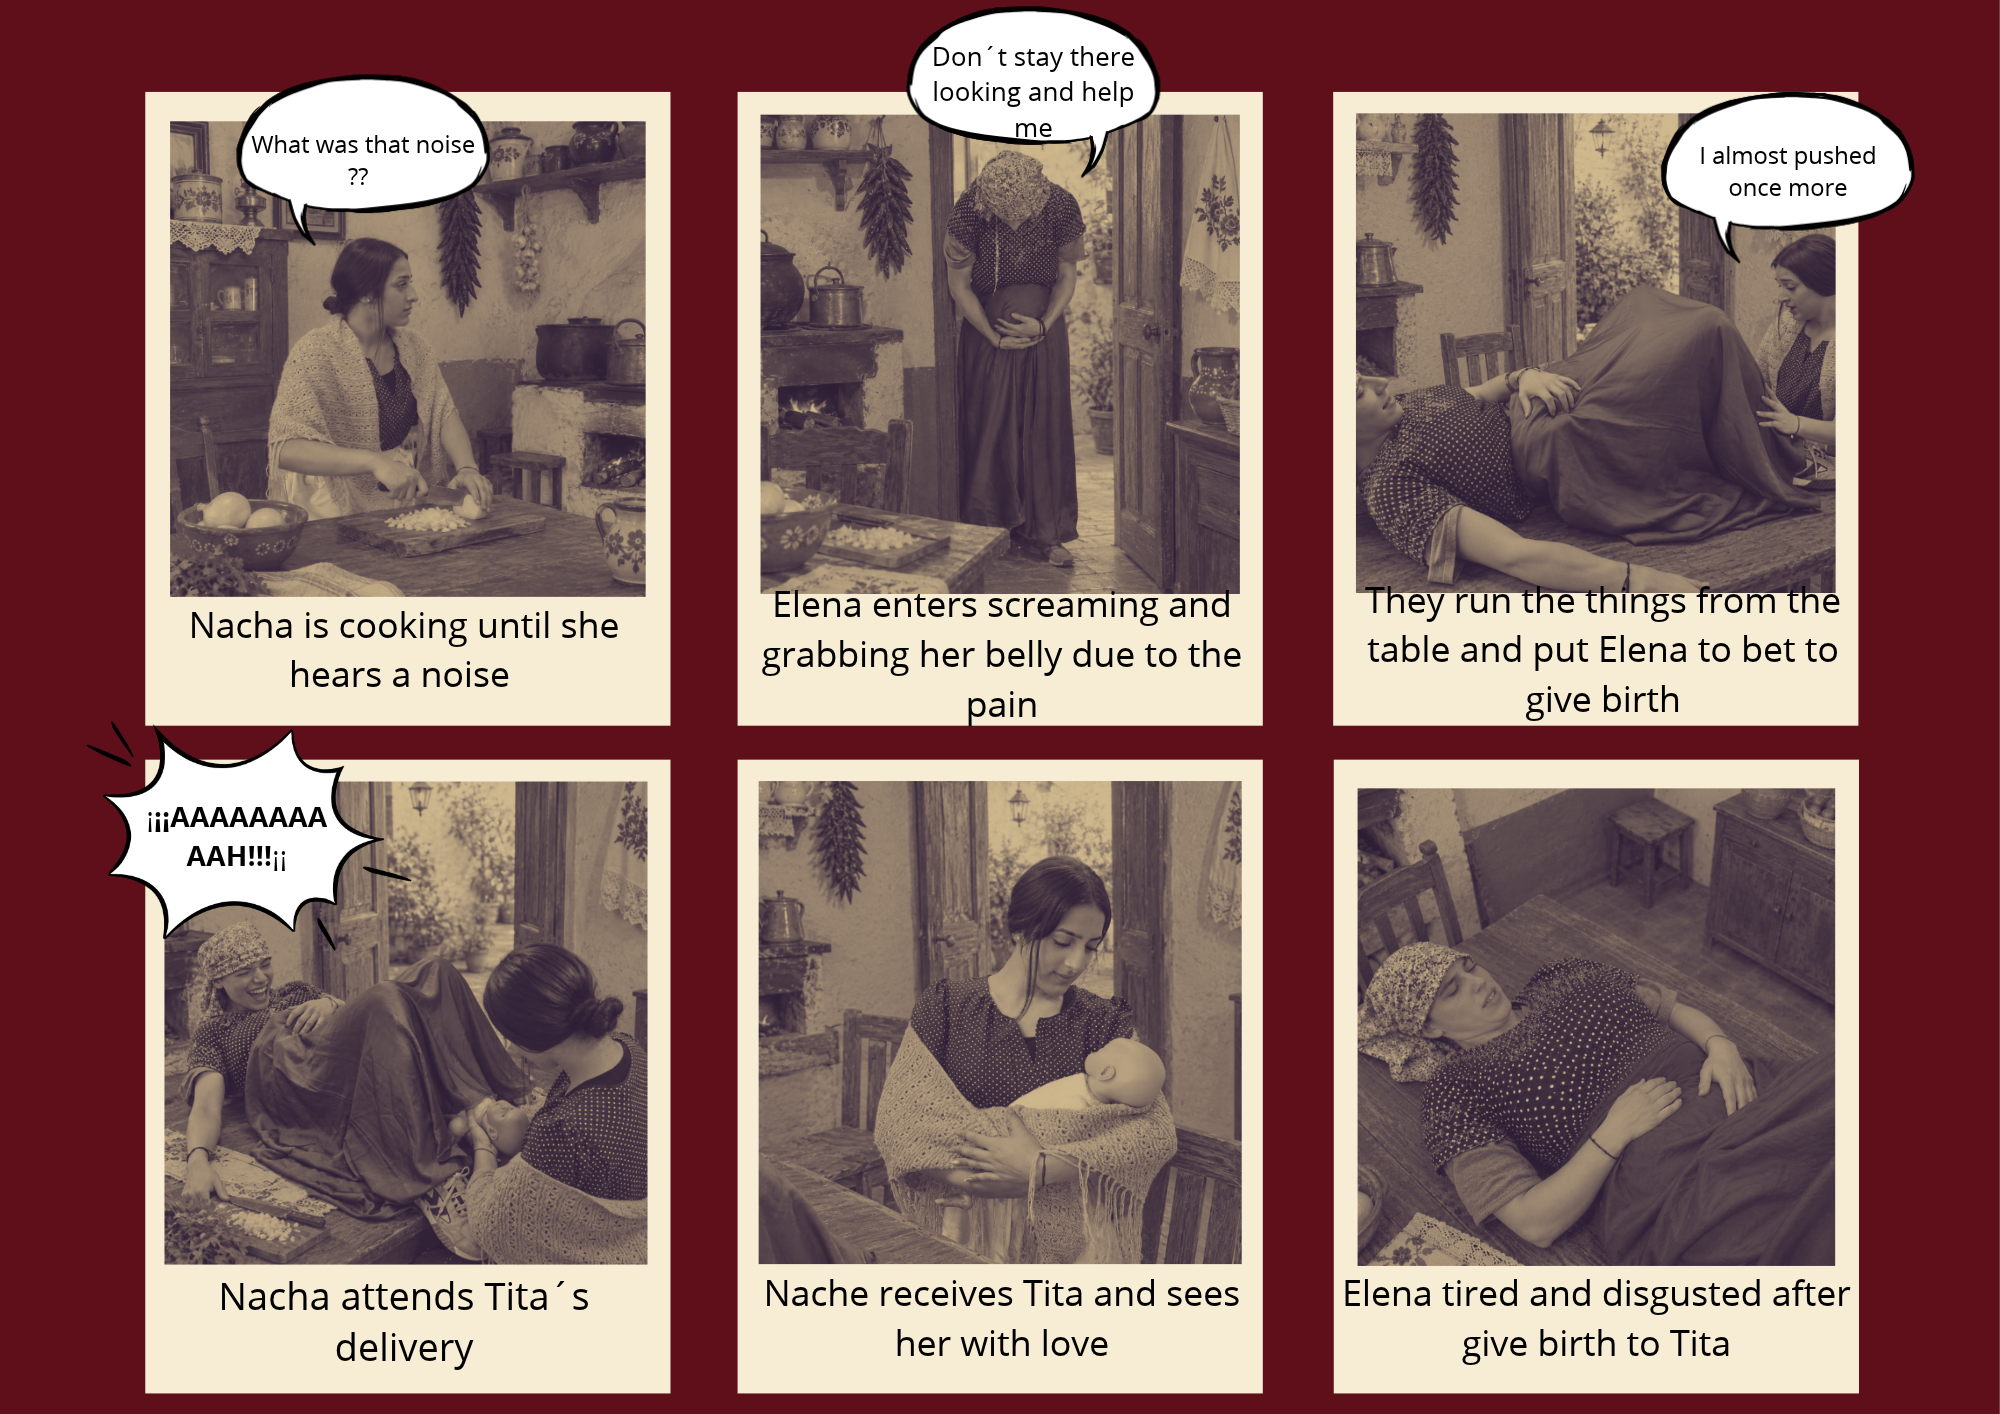 What was that noise
??
Nacha is cooking until she
hears a noise
Don´t stay there
looking and help
me
Elena enters screaming and
grabbing her belly due to the
pain
I almost pushed
once more
They run the things from the
table and put Elena to bet to
give birth
¡¡¡AAAAAAAA
AAH!!!¡¡
Nacha attends Tita´s
delivery
Nache receives Tita and sees
her with love
Elena tired and disgusted after
give birth to Tita